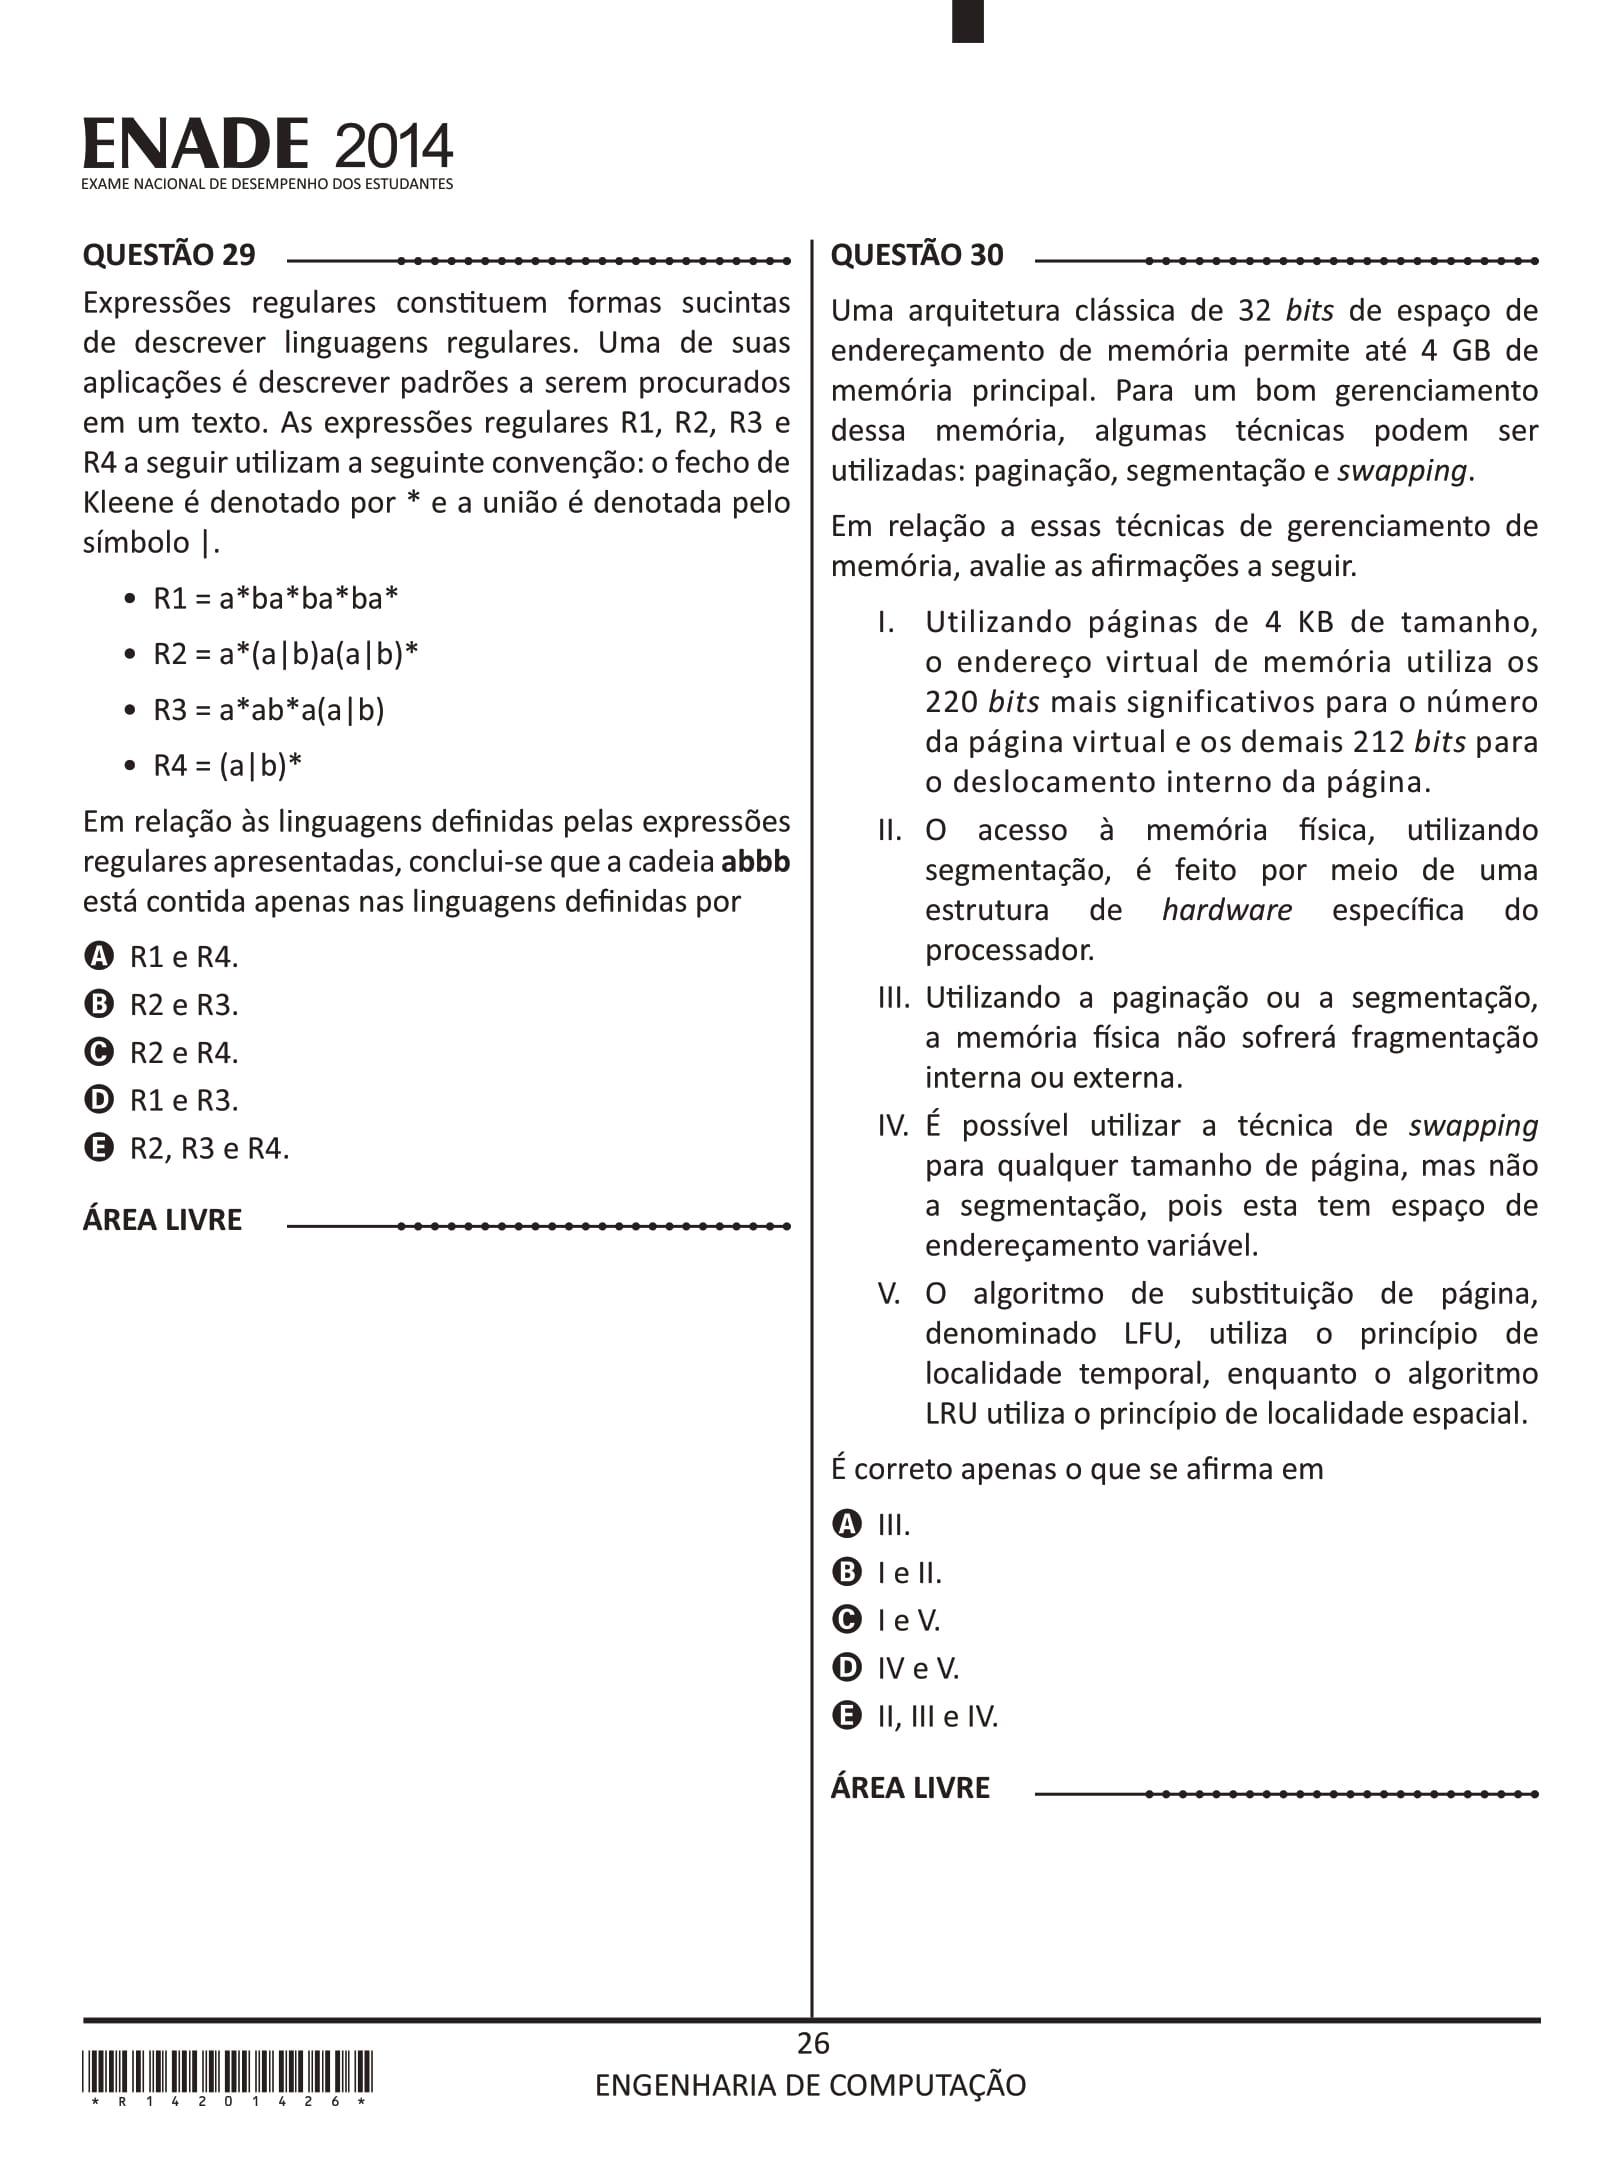 ENADE 2014
EXAME NACIONAL DE DESEMPENHO DOS ESTUDANTES
QUESTÃO 29
Expressões regulares constituem formas sucintas
de descrever linguagens regulares. Uma de suas
aplicações é descrever padrões a serem procurados
em um texto. As expressões regulares R1, R2, R3 e
R4 a seguir utilizam a seguinte convenção: o fecho de
Kleene é denotado por * e a união é denotada pelo
símbolo |.
• R1 = a*ba*ba*ba*
• R2 = a*(a|b)a(a|b)*
• R3 = a*ab*a(a|b)
• R4 = (a|b)*
Em relação às linguagens definidas pelas expressões
regulares apresentadas, conclui-se que a cadeia abbb
está contida apenas nas linguagens definidas por
A R1 e R4.
B R2 e R3.
C R2 e R4.
D R1 e R3.
E R2, R3 e R4.
ÁREA LIVRE
QUESTÃO 30
Uma arquitetura clássica de 32 bits de espaço de
endereçamento de memória permite até 4 GB de
memória principal. Para um bom gerenciamento
dessa memória, algumas técnicas podem ser
utilizadas: paginação, segmentação e swapping.
Em relação a essas técnicas de gerenciamento de
memória, avalie as afirmações a seguir.
I. Utilizando páginas de 4 KB de tamanho,
o endereço virtual de memória utiliza os
220 bits mais significativos para o número
da página virtual e os demais 212 bits para
o deslocamento interno da página.
II. O acesso à memória física, utilizando
segmentação, é feito por meio de uma
estrutura de hardware específica do
processador.
III. Utilizando a paginação ou a segmentação,
a memória física não sofrerá fragmentação
interna ou externa.
IV. É possível utilizar a técnica de swapping
para qualquer tamanho de página, mas não
a segmentação, pois esta tem espaço de
endereçamento variável.
V. O algoritmo de substituição de página,
denominado LFU, utiliza o princípio de
localidade temporal, enquanto o algoritmo
LRU utiliza o princípio de localidade espacial.
É correto apenas o que se afirma em
A III.
B I e II.
C I e V.
D IV e V.
E II, III e IV.
ÁREA LIVRE
26
ENGENHARIA DE COMPUTAÇÃO
* R 1 4 2 0 1 4 2 6 *